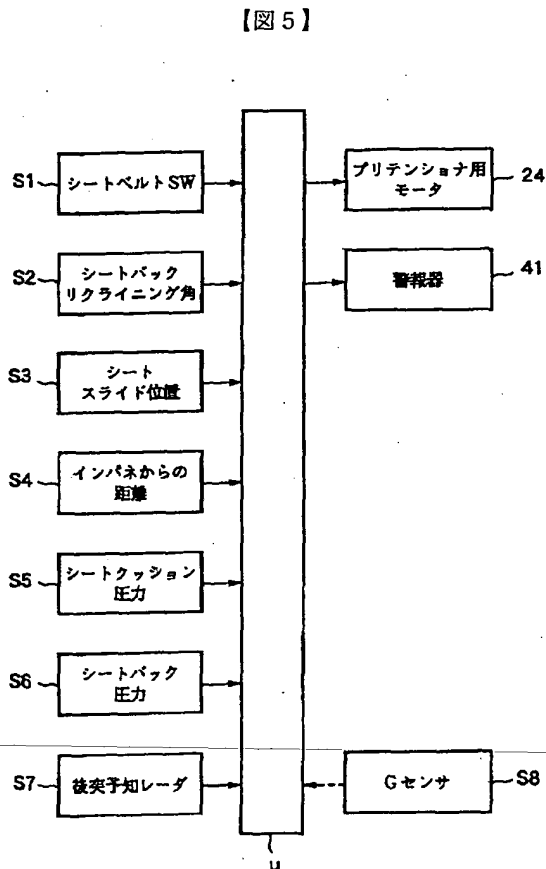 【図5】
S1
シートベルトSW
プリテンショナ用
モータ
24
S2
シートバック
リクライニング角
警報器
41
S3
シート
スライド位置
S4
インパネからの
距離
S5
シートクッション
圧力
S6
シートバック
圧力
S7
後突予知レーダ
Gセンサ
S8
U